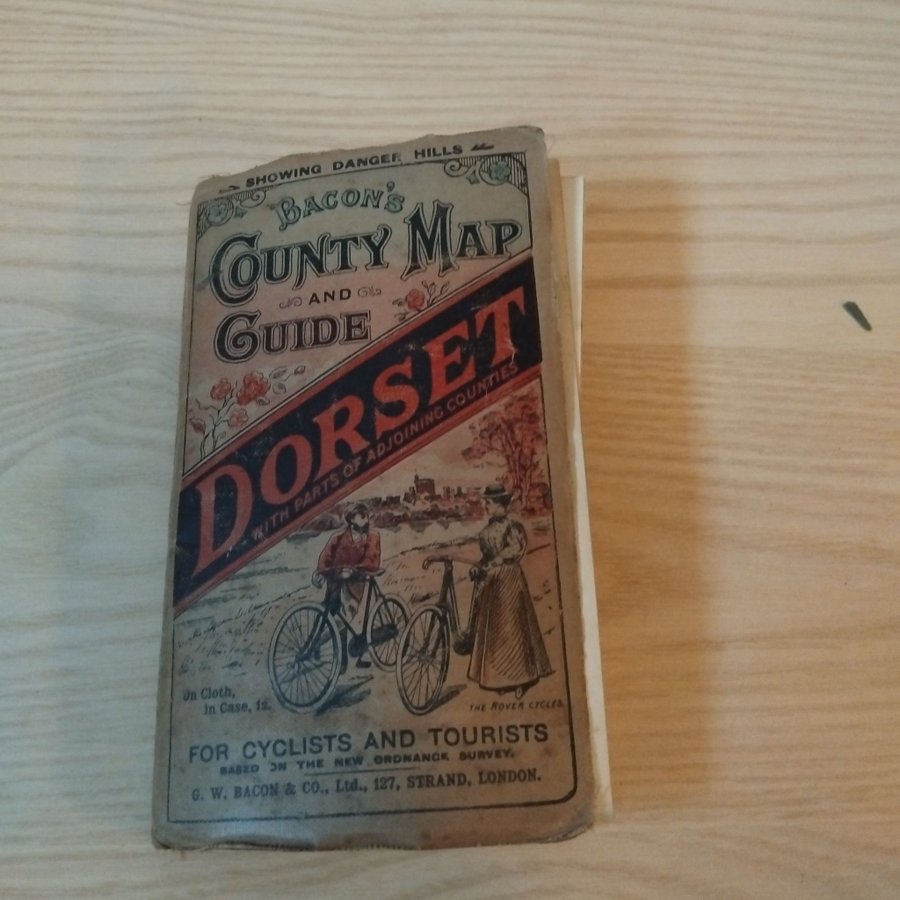 SHOWING DANGER HILLS
BACON'S
COUNTY MAP
AND
GUIDE
DORSET
WITH PARTS OF ADJOINING COUNTIES
On Cloth,
in Case, 1s.
THE ROVER CYCLES.
FOR CYCLISTS AND TOURISTS
BASED ON THE NEW ORDNANCE SURVEY.
G. W. BACON & CO., Ltd., 127, STRAND, LONDON.